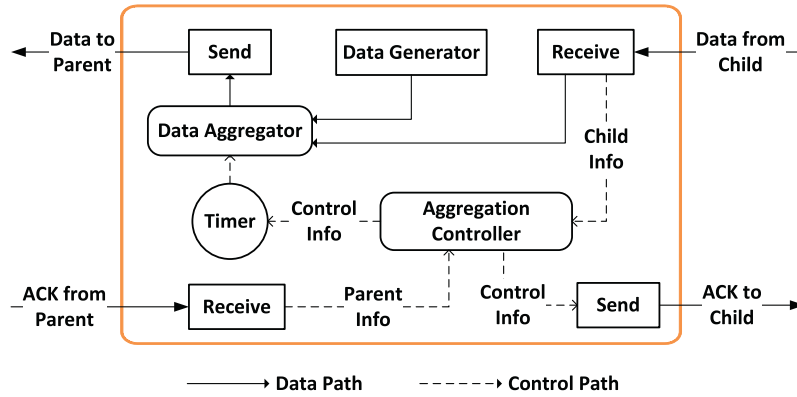 Data to
Parent
Send
Data Generator
Receive
Data from
Child
Data Aggregator
Child
Info
Timer
Control
Info
Aggregation
Controller
ACK from
Parent
Receive
Parent
Info
Control
Info
Send
ACK to
Child
Data Path
Control Path